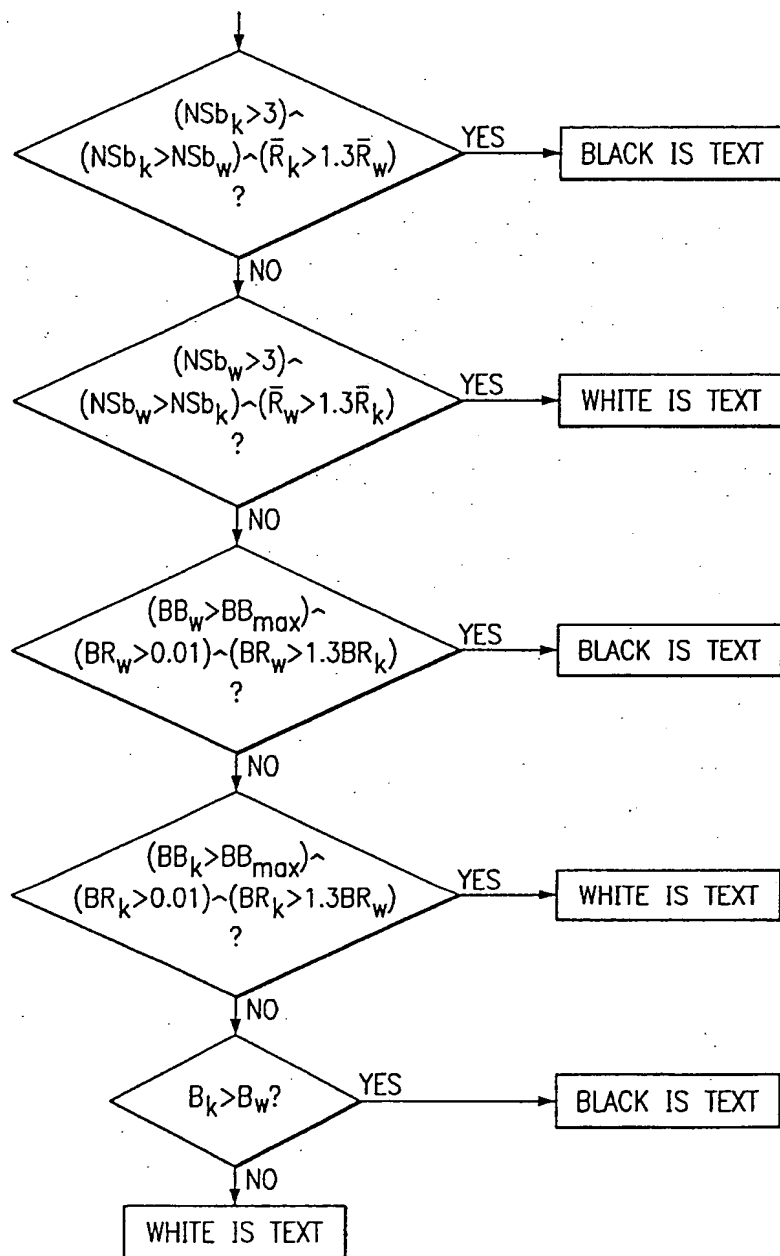 (NSb_k>3)^
(NSb_k>NSb_w)^(R̄_k>1.3R̄_w)
?
YES
BLACK IS TEXT
NO
(NSb_w>3)^
(NSb_w>NSb_k)^(R̄_w>1.3R̄_k)
?
YES
WHITE IS TEXT
NO
(BB_w>BB_max)^
(BR_w>0.01)^(BR_w>1.3BR_k)
?
YES
BLACK IS TEXT
NO
(BB_k>BB_max)^
(BR_k>0.01)^(BR_k>1.3BR_w)
?
YES
WHITE IS TEXT
NO
B_k>B_w?
YES
BLACK IS TEXT
NO
WHITE IS TEXT